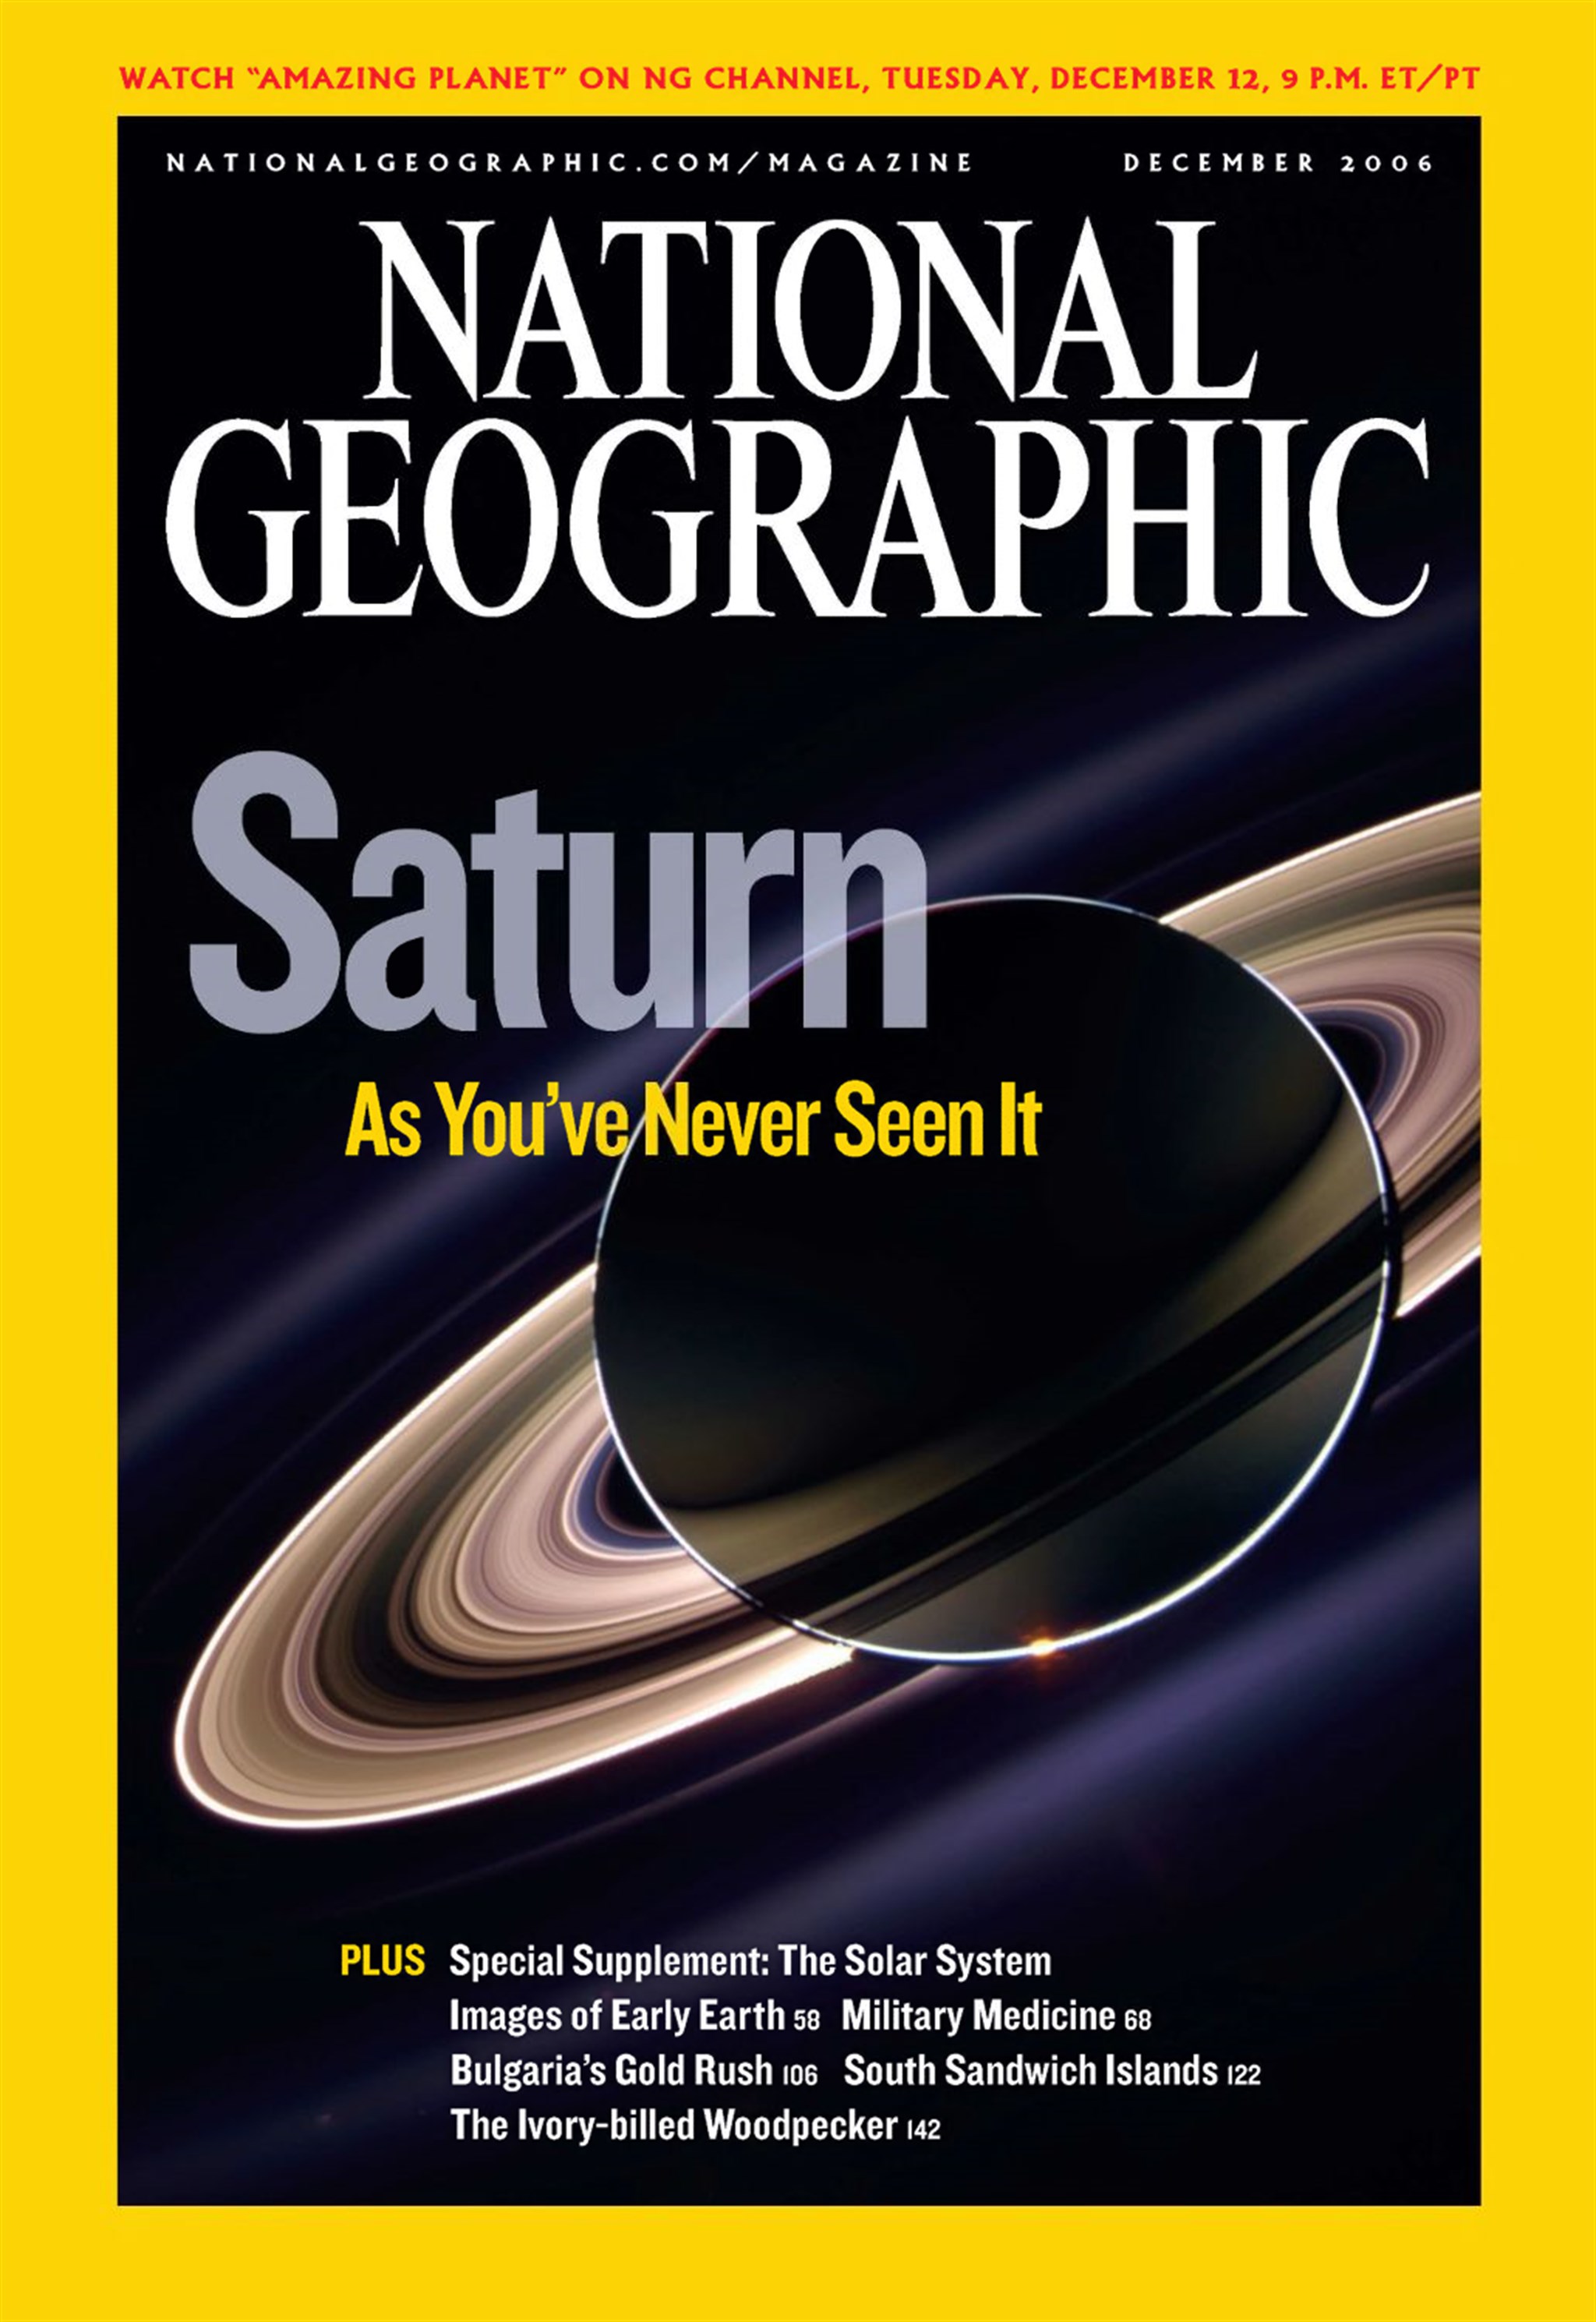 WATCH “AMAZING PLANET” ON NG CHANNEL, TUESDAY, DECEMBER 12, 9 P.M. ET/PT
NATIONALGEOGRAPHIC.COM/MAGAZINE DECEMBER 2006
NATIONAL
GEOGRAPHIC
Saturn
As You’ve Never Seen It
PLUS Special Supplement: The Solar System
Images of Early Earth 58 Military Medicine 68
Bulgaria’s Gold Rush 106 South Sandwich Islands 122
The Ivory-billed Woodpecker 142